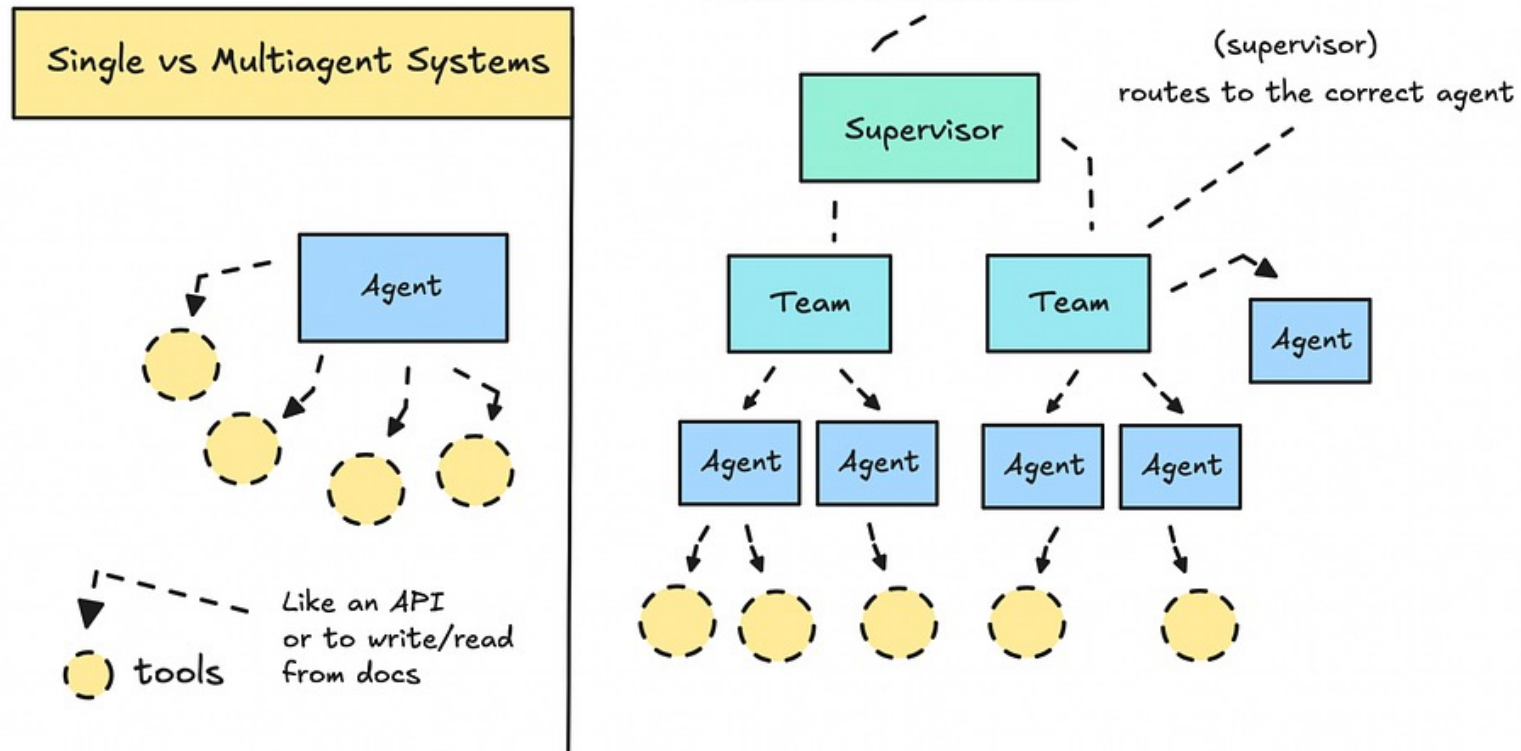 Single vs Multiagent Systems
Agent
Like an API
or to write/read
from docs
tools
(supervisor)
routes to the correct agent
Supervisor
Team
Team
Agent
Agent
Agent
Agent
Agent